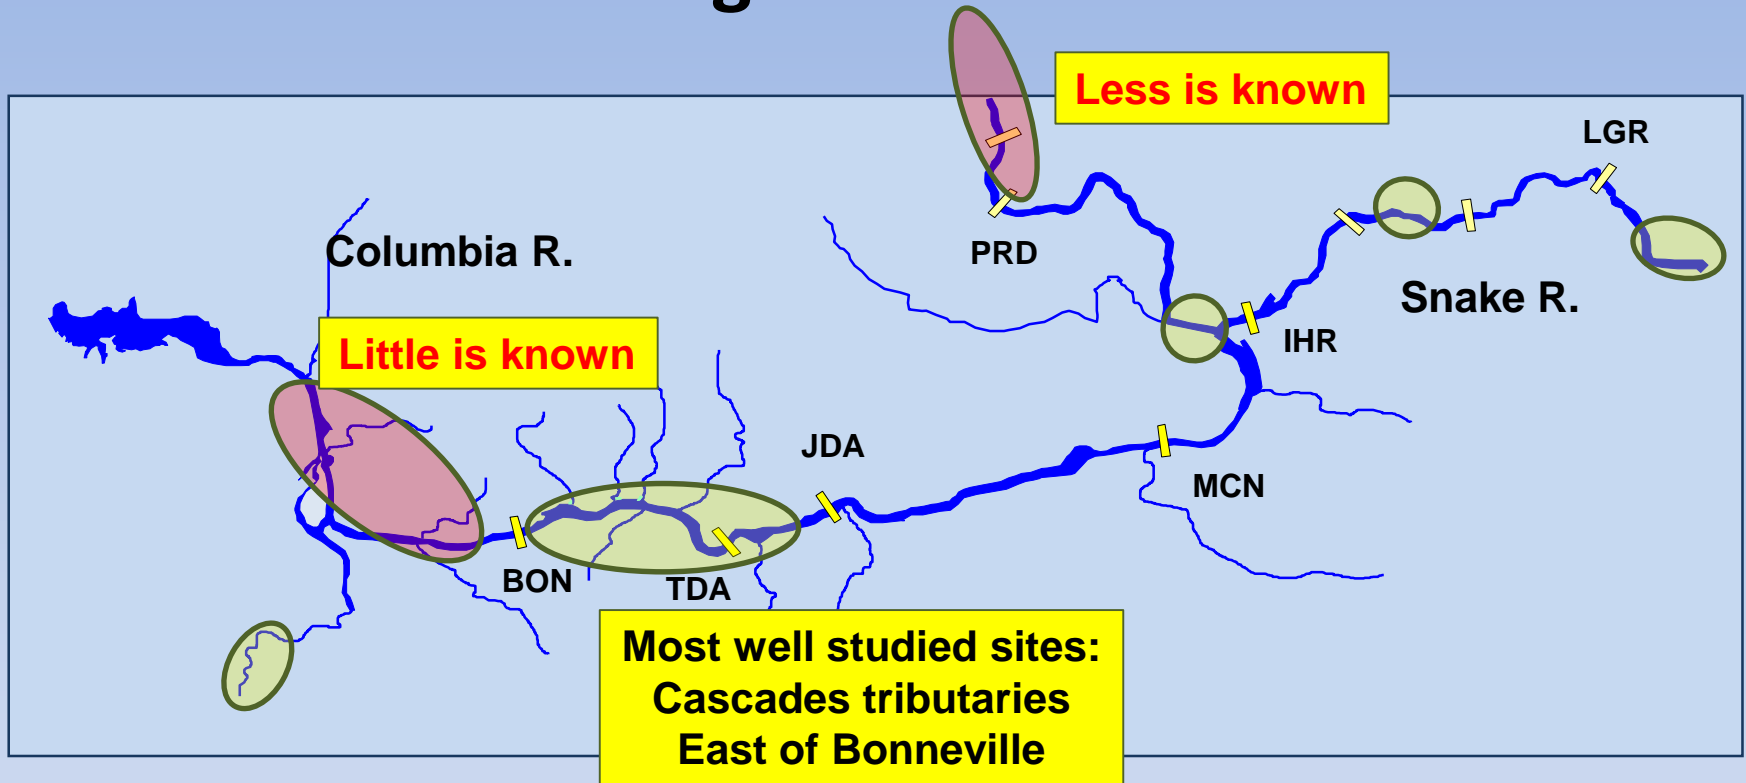 Less is known
LGR
Columbia R.
PRD
Snake R.
Little is known
IHR
JDA
MCN
BON
TDA
Most well studied sites:
Cascades tributaries
East of Bonneville